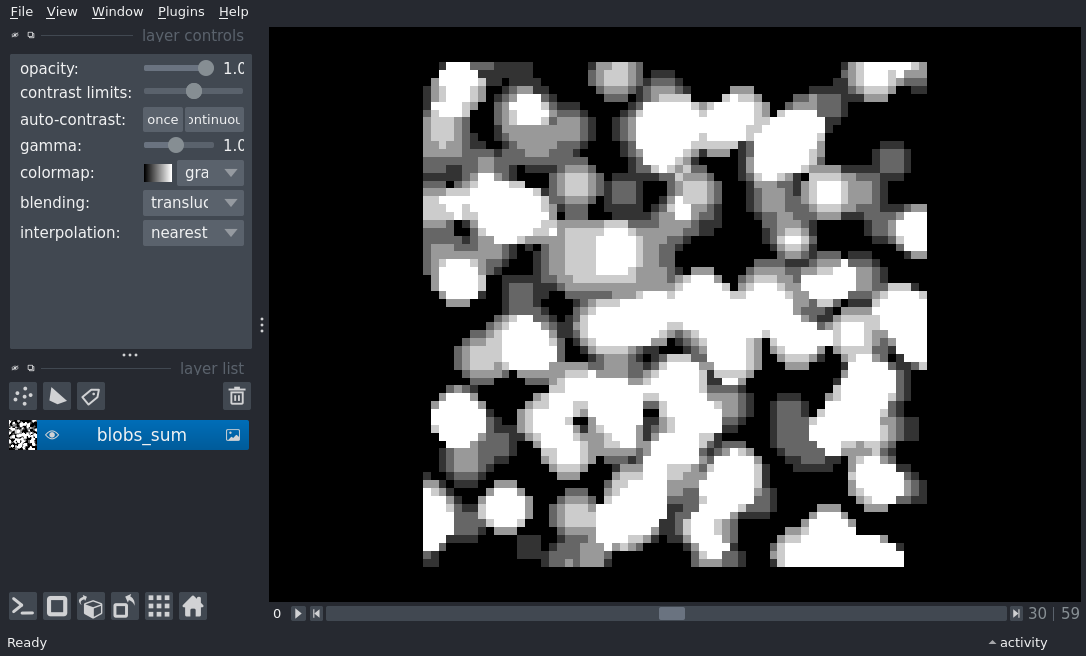 File View Window Plugins Help
layer controls
opacity: 1.0
contrast limits:
auto-contrast: once ontinuou
gamma: 1.0
colormap: gra
blending: transluc
interpolation: nearest
layer list
blobs_sum
0 30 | 59
Ready activity